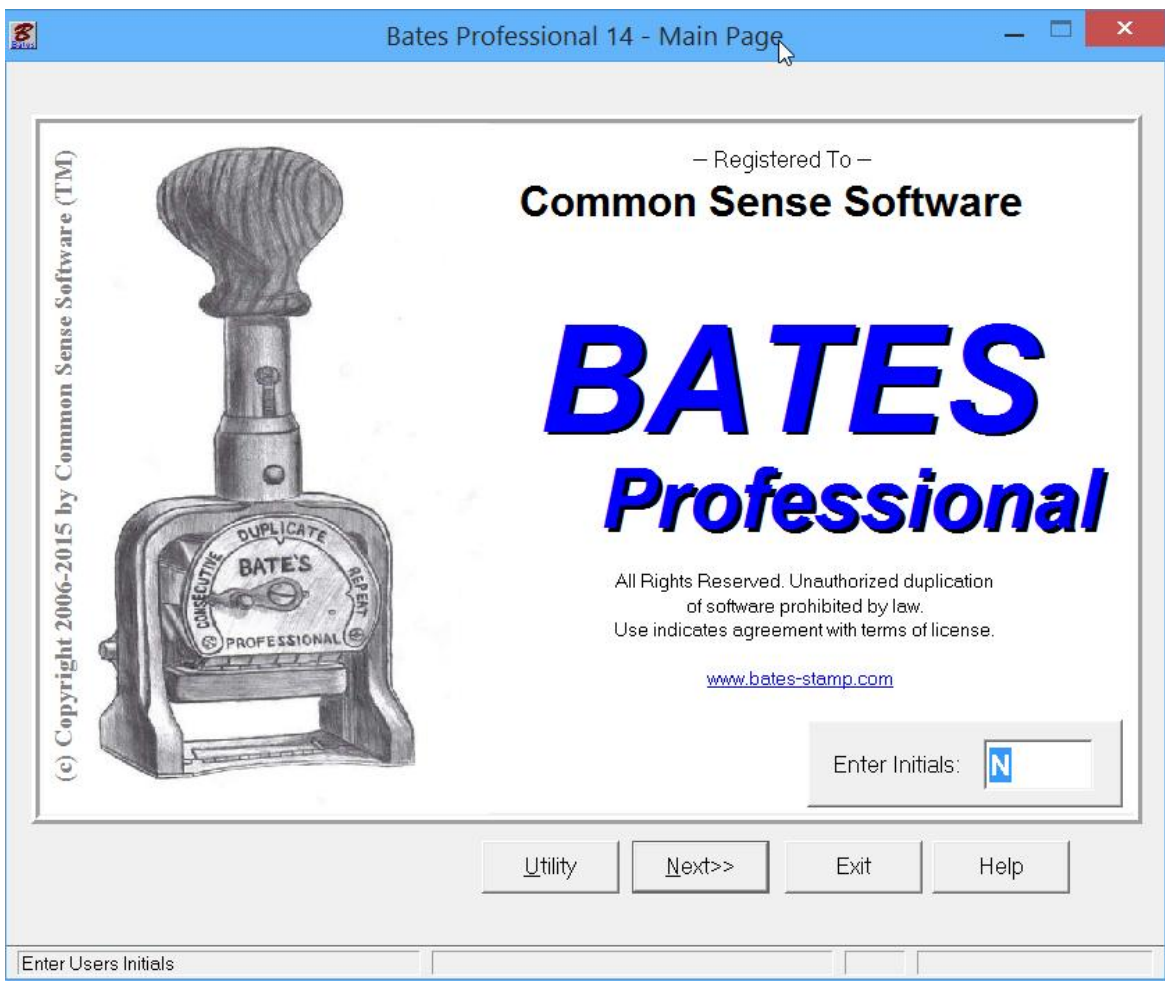 Bates
Bates Professional 14 - Main Page
(c) Copyright 2006-2015 by Common Sense Software (TM)
CONSECUTIVE
DUPLICATE
REPEAT
BATE'S
PROFESSIONAL
– Registered To –
Common Sense Software
BATES
Professional
All Rights Reserved. Unauthorized duplication
of software prohibited by law.
Use indicates agreement with terms of license.
www.bates-stamp.com
Enter Initials: N
Utility Next>> Exit Help
Enter Users Initials